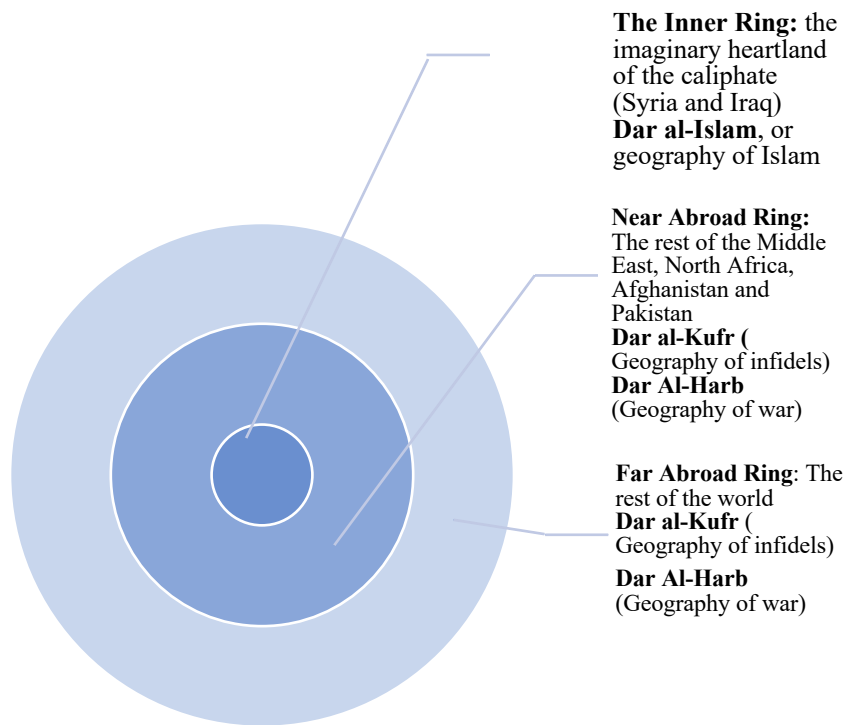 The Inner Ring: the
imaginary heartland
of the caliphate
(Syria and Iraq)
Dar al-Islam, or
geography of Islam
Near Abroad Ring:
The rest of the Middle
East, North Africa,
Afghanistan and
Pakistan
Dar al-Kufr (
Geography of infidels)
Dar Al-Harb
(Geography of war)
Far Abroad Ring: The
rest of the world
Dar al-Kufr (
Geography of infidels)
Dar Al-Harb
(Geography of war)